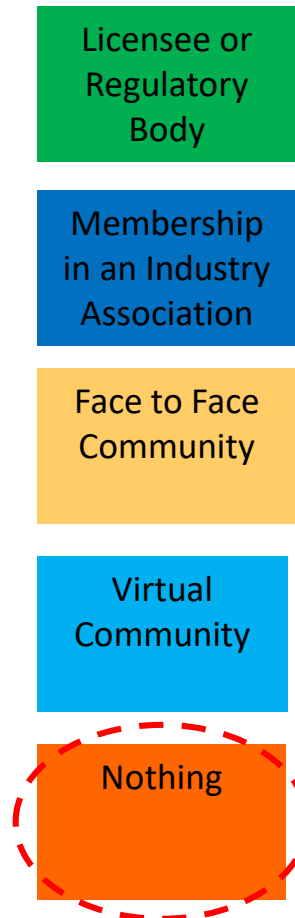 Licensee or
Regulatory
Body
Membership
in an Industry
Association
Face to Face
Community
Virtual
Community
Nothing